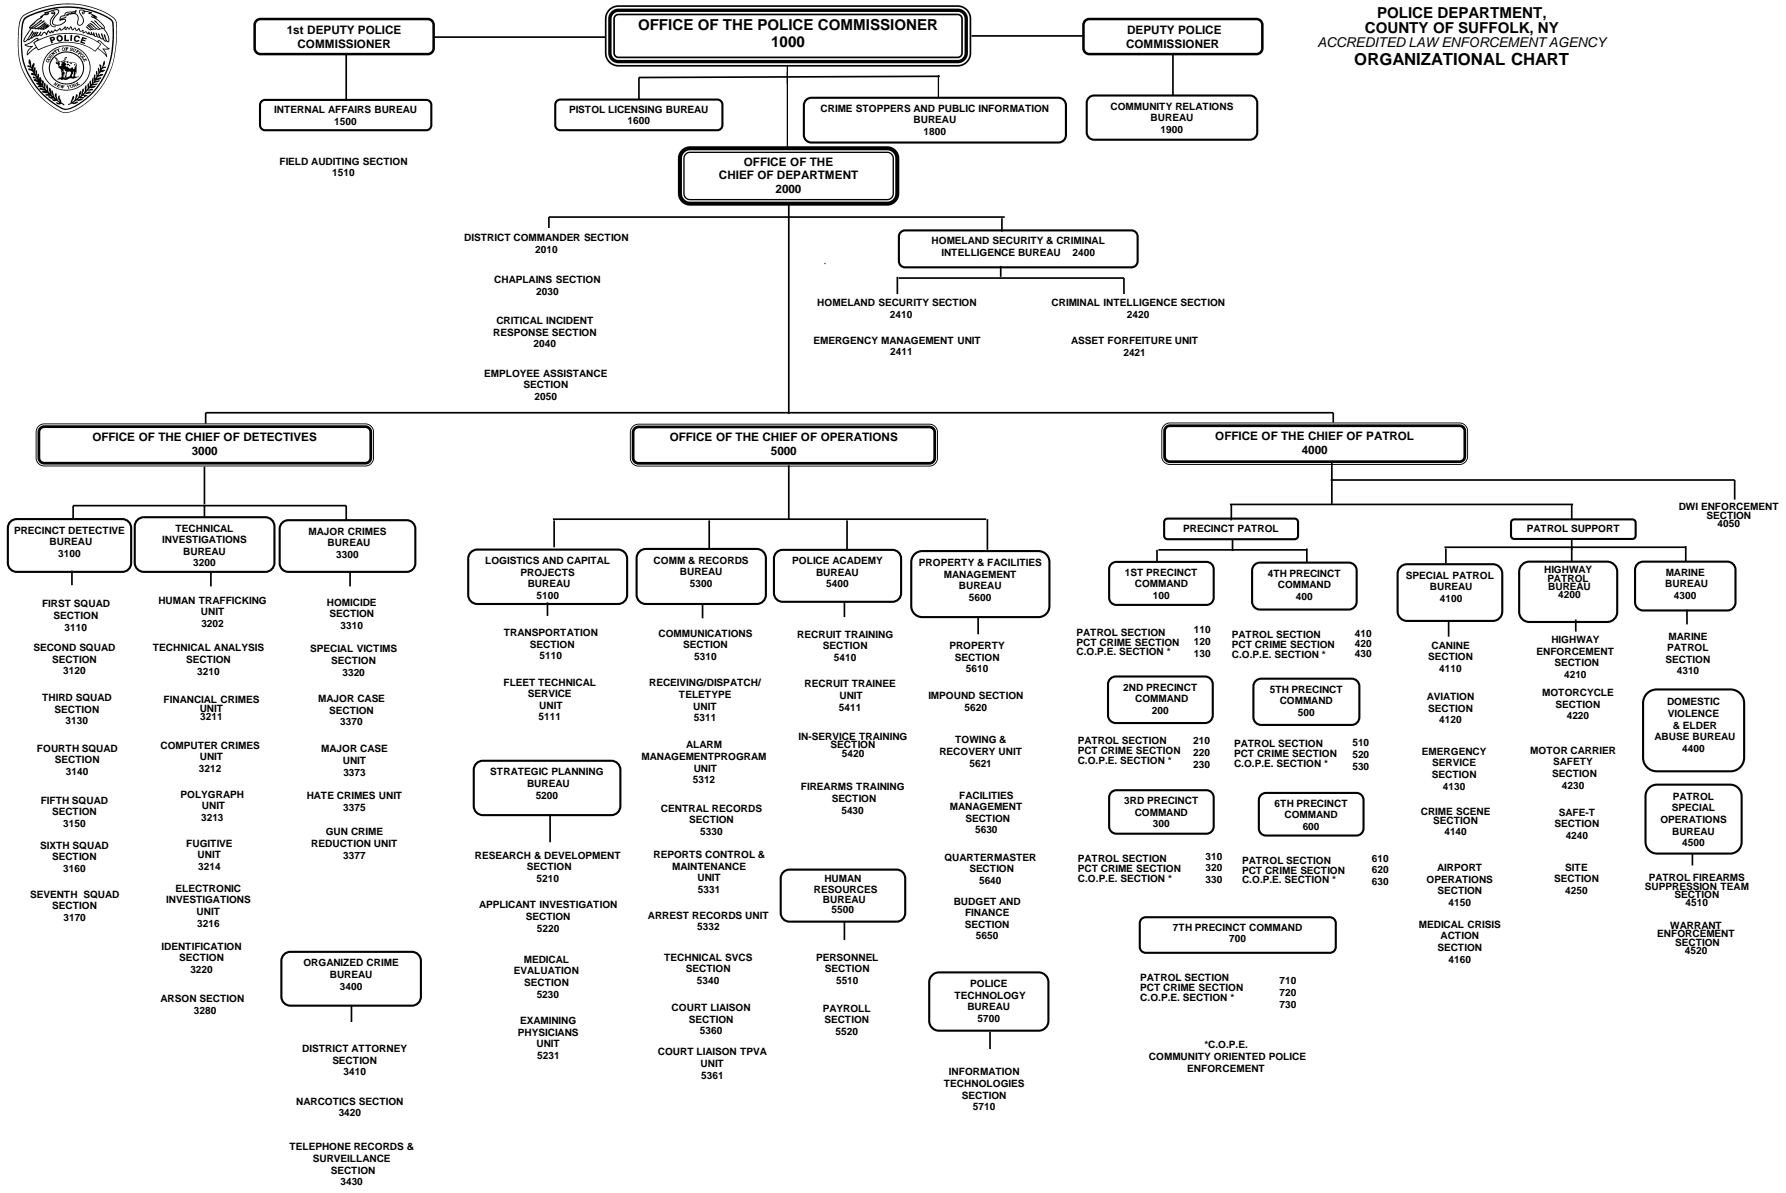 POLICE
COUNTY OF SUFFOLK
NEW YORK
1st DEPUTY POLICE
COMMISSIONER
OFFICE OF THE POLICE COMMISSIONER
1000
DEPUTY POLICE
COMMISSIONER
POLICE DEPARTMENT,
COUNTY OF SUFFOLK, NY
ACCREDITED LAW ENFORCEMENT AGENCY
ORGANIZATIONAL CHART
INTERNAL AFFAIRS BUREAU
1500
PISTOL LICENSING BUREAU
1600
CRIME STOPPERS AND PUBLIC INFORMATION
BUREAU
1800
COMMUNITY RELATIONS
BUREAU
1900
FIELD AUDITING SECTION
1510
OFFICE OF THE
CHIEF OF DEPARTMENT
2000
DISTRICT COMMANDER SECTION
2010
CHAPLAINS SECTION
2030
CRITICAL INCIDENT
RESPONSE SECTION
2040
EMPLOYEE ASSISTANCE
SECTION
2050
HOMELAND SECURITY & CRIMINAL
INTELLIGENCE BUREAU 2400
HOMELAND SECURITY SECTION
2410
EMERGENCY MANAGEMENT UNIT
2411
CRIMINAL INTELLIGENCE SECTION
2420
ASSET FORFEITURE UNIT
2421
OFFICE OF THE CHIEF OF DETECTIVES
3000
PRECINCT DETECTIVE
BUREAU
3100
FIRST SQUAD
SECTION
3110
SECOND SQUAD
SECTION
3120
THIRD SQUAD
SECTION
3130
FOURTH SQUAD
SECTION
3140
FIFTH SQUAD
SECTION
3150
SIXTH SQUAD
SECTION
3160
SEVENTH SQUAD
SECTION
3170
TECHNICAL
INVESTIGATIONS
BUREAU
3200
HUMAN TRAFFICKING
UNIT
3202
TECHNICAL ANALYSIS
SECTION
3210
FINANCIAL CRIMES
UNIT
3211
COMPUTER CRIMES
UNIT
3212
POLYGRAPH
UNIT
3213
FUGITIVE
UNIT
3214
ELECTRONIC
INVESTIGATIONS
UNIT
3216
IDENTIFICATION
SECTION
3220
ARSON SECTION
3280
MAJOR CRIMES
BUREAU
3300
HOMICIDE
SECTION
3310
SPECIAL VICTIMS
SECTION
3320
MAJOR CASE
SECTION
3370
MAJOR CASE
UNIT
3373
HATE CRIMES UNIT
3375
GUN CRIME
REDUCTION UNIT
3377
ORGANIZED CRIME
BUREAU
3400
DISTRICT ATTORNEY
SECTION
3410
NARCOTICS SECTION
3420
TELEPHONE RECORDS &
SURVEILLANCE
SECTION
3430
OFFICE OF THE CHIEF OF OPERATIONS
5000
LOGISTICS AND CAPITAL
PROJECTS
BUREAU
5100
TRANSPORTATION
SECTION
5110
FLEET TECHNICAL
SERVICE
UNIT
5111
STRATEGIC PLANNING
BUREAU
5200
RESEARCH & DEVELOPMENT
SECTION
5210
APPLICANT INVESTIGATION
SECTION
5220
MEDICAL
EVALUATION
SECTION
5230
EXAMINING
PHYSICIANS
UNIT
5231
COMM & RECORDS
BUREAU
5300
COMMUNICATIONS
SECTION
5310
RECEIVING/DISPATCH/
TELETYPE
UNIT
5311
ALARM
MANAGEMENTPROGRAM
UNIT
5312
CENTRAL RECORDS
SECTION
5330
REPORTS CONTROL &
MAINTENANCE
UNIT
5331
ARREST RECORDS UNIT
5332
TECHNICAL SVCS
SECTION
5340
COURT LIAISON
SECTION
5360
COURT LIAISON TPVA
UNIT
5361
POLICE ACADEMY
BUREAU
5400
RECRUIT TRAINING
SECTION
5410
RECRUIT TRAINEE
UNIT
5411
IN-SERVICE TRAINING
SECTION
5420
FIREARMS TRAINING
SECTION
5430
HUMAN
RESOURCES
BUREAU
5500
PERSONNEL
SECTION
5510
PAYROLL
SECTION
5520
PROPERTY & FACILITIES
MANAGEMENT
BUREAU
5600
PROPERTY
SECTION
5610
IMPOUND SECTION
5620
TOWING &
RECOVERY UNIT
5621
FACILITIES
MANAGEMENT
SECTION
5630
QUARTERMASTER
SECTION
5640
BUDGET AND
FINANCE
SECTION
5650
POLICE
TECHNOLOGY
BUREAU
5700
INFORMATION
TECHNOLOGIES
SECTION
5710
OFFICE OF THE CHIEF OF PATROL
4000
DWI ENFORCEMENT
SECTION
4050
PRECINCT PATROL
1ST PRECINCT
COMMAND
100
PATROL SECTION 110
PCT CRIME SECTION 120
C.O.P.E. SECTION * 130
4TH PRECINCT
COMMAND
400
PATROL SECTION 410
PCT CRIME SECTION 420
C.O.P.E. SECTION * 430
2ND PRECINCT
COMMAND
200
PATROL SECTION 210
PCT CRIME SECTION 220
C.O.P.E. SECTION * 230
5TH PRECINCT
COMMAND
500
PATROL SECTION 510
PCT CRIME SECTION 520
C.O.P.E. SECTION * 530
3RD PRECINCT
COMMAND
300
PATROL SECTION 310
PCT CRIME SECTION 320
C.O.P.E. SECTION * 330
6TH PRECINCT
COMMAND
600
PATROL SECTION 610
PCT CRIME SECTION 620
C.O.P.E. SECTION * 630
7TH PRECINCT COMMAND
700
PATROL SECTION 710
PCT CRIME SECTION 720
C.O.P.E. SECTION * 730
*C.O.P.E.
COMMUNITY ORIENTED POLICE
ENFORCEMENT
PATROL SUPPORT
SPECIAL PATROL
BUREAU
4100
CANINE
SECTION
4110
AVIATION
SECTION
4120
EMERGENCY
SERVICE
SECTION
4130
CRIME SCENE
SECTION
4140
AIRPORT
OPERATIONS
SECTION
4150
MEDICAL CRISIS
ACTION
SECTION
4160
HIGHWAY
PATROL
BUREAU
4200
HIGHWAY
ENFORCEMENT
SECTION
4210
MOTORCYCLE
SECTION
4220
MOTOR CARRIER
SAFETY
SECTION
4230
SAFE-T
SECTION
4240
SITE
SECTION
4250
MARINE
BUREAU
4300
MARINE
PATROL
SECTION
4310
DOMESTIC
VIOLENCE
& ELDER
ABUSE BUREAU
4400
PATROL
SPECIAL
OPERATIONS
BUREAU
4500
PATROL FIREARMS
SUPPRESSION TEAM
SECTION
4510
WARRANT
ENFORCEMENT
SECTION
4520